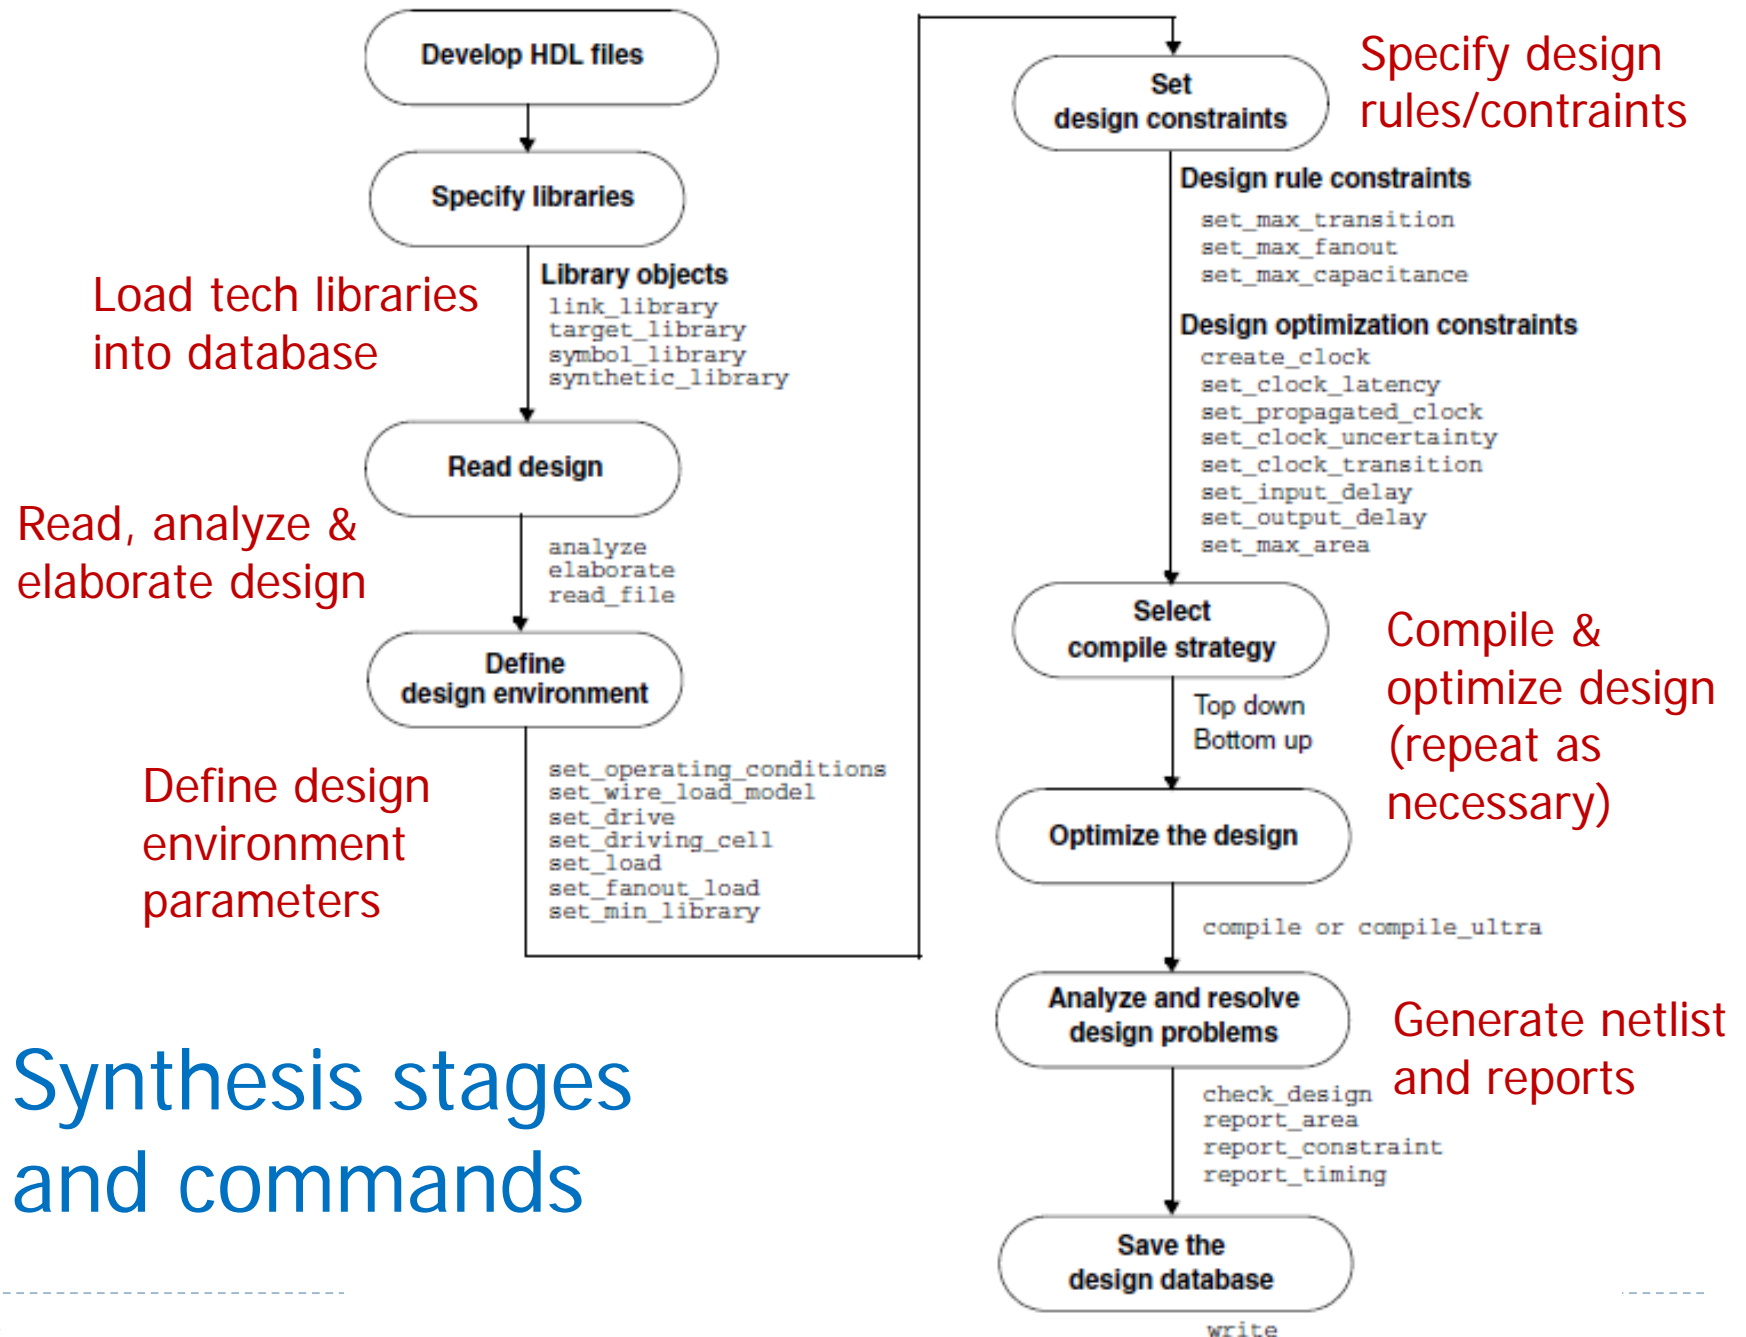 Develop HDL files
Specify libraries
Load tech libraries
into database
Library objects
link_library
target_library
symbol_library
synthetic_library
Read design
Read, analyze &
elaborate design
analyze
elaborate
read_file
Define
design environment
Define design
environment
parameters
set_operating_conditions
set_wire_load_model
set_drive
set_driving_cell
set_load
set_fanout_load
set_min_library
Synthesis stages
and commands
Set
design constraints
Specify design
rules/contraints
Design rule constraints
set_max_transition
set_max_fanout
set_max_capacitance
Design optimization constraints
create_clock
set_clock_latency
set_propagated_clock
set_clock_uncertainty
set_clock_transition
set_input_delay
set_output_delay
set_max_area
Select
compile strategy
Compile &
optimize design
(repeat as
necessary)
Top down
Bottom up
Optimize the design
compile or compile_ultra
Analyze and resolve
design problems
Generate netlist
and reports
check_design
report_area
report_constraint
report_timing
Save the
design database
write